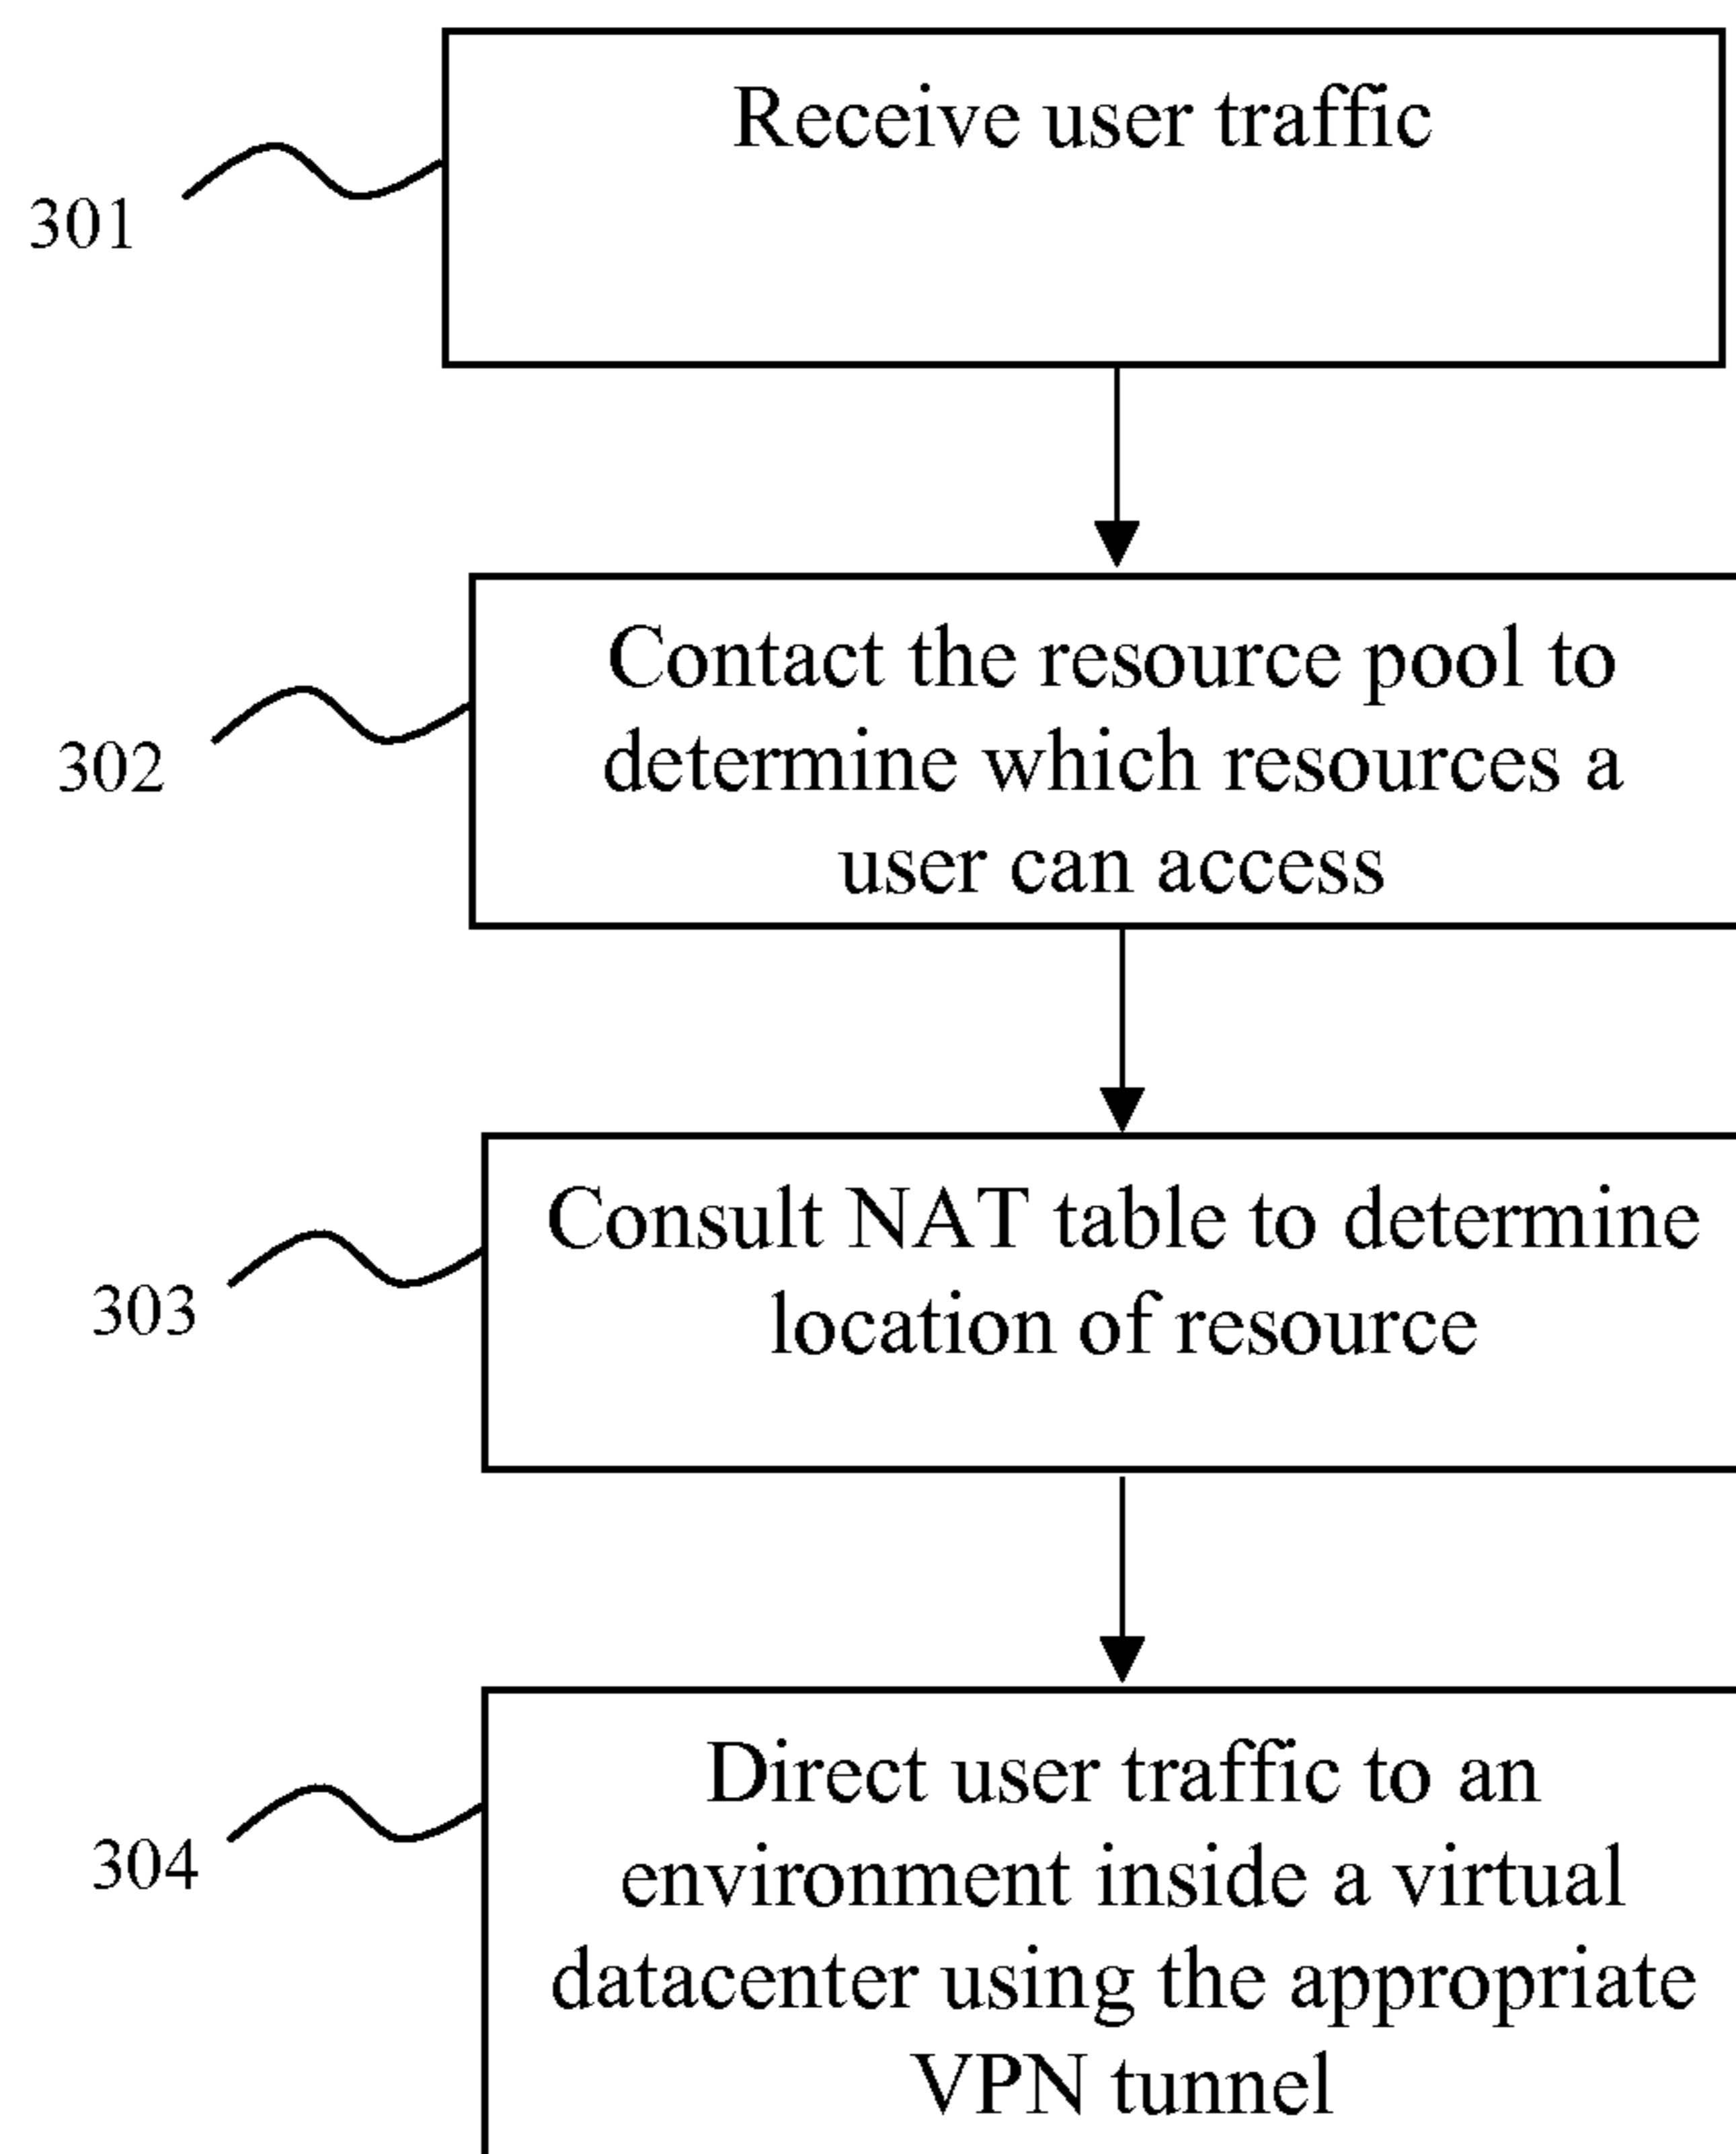 Receive user traffic
301
Contact the resource pool to
determine which resources a
user can access
302
Consult NAT table to determine
location of resource
303
Direct user traffic to an
environment inside a virtual
datacenter using the appropriate
VPN tunnel
304